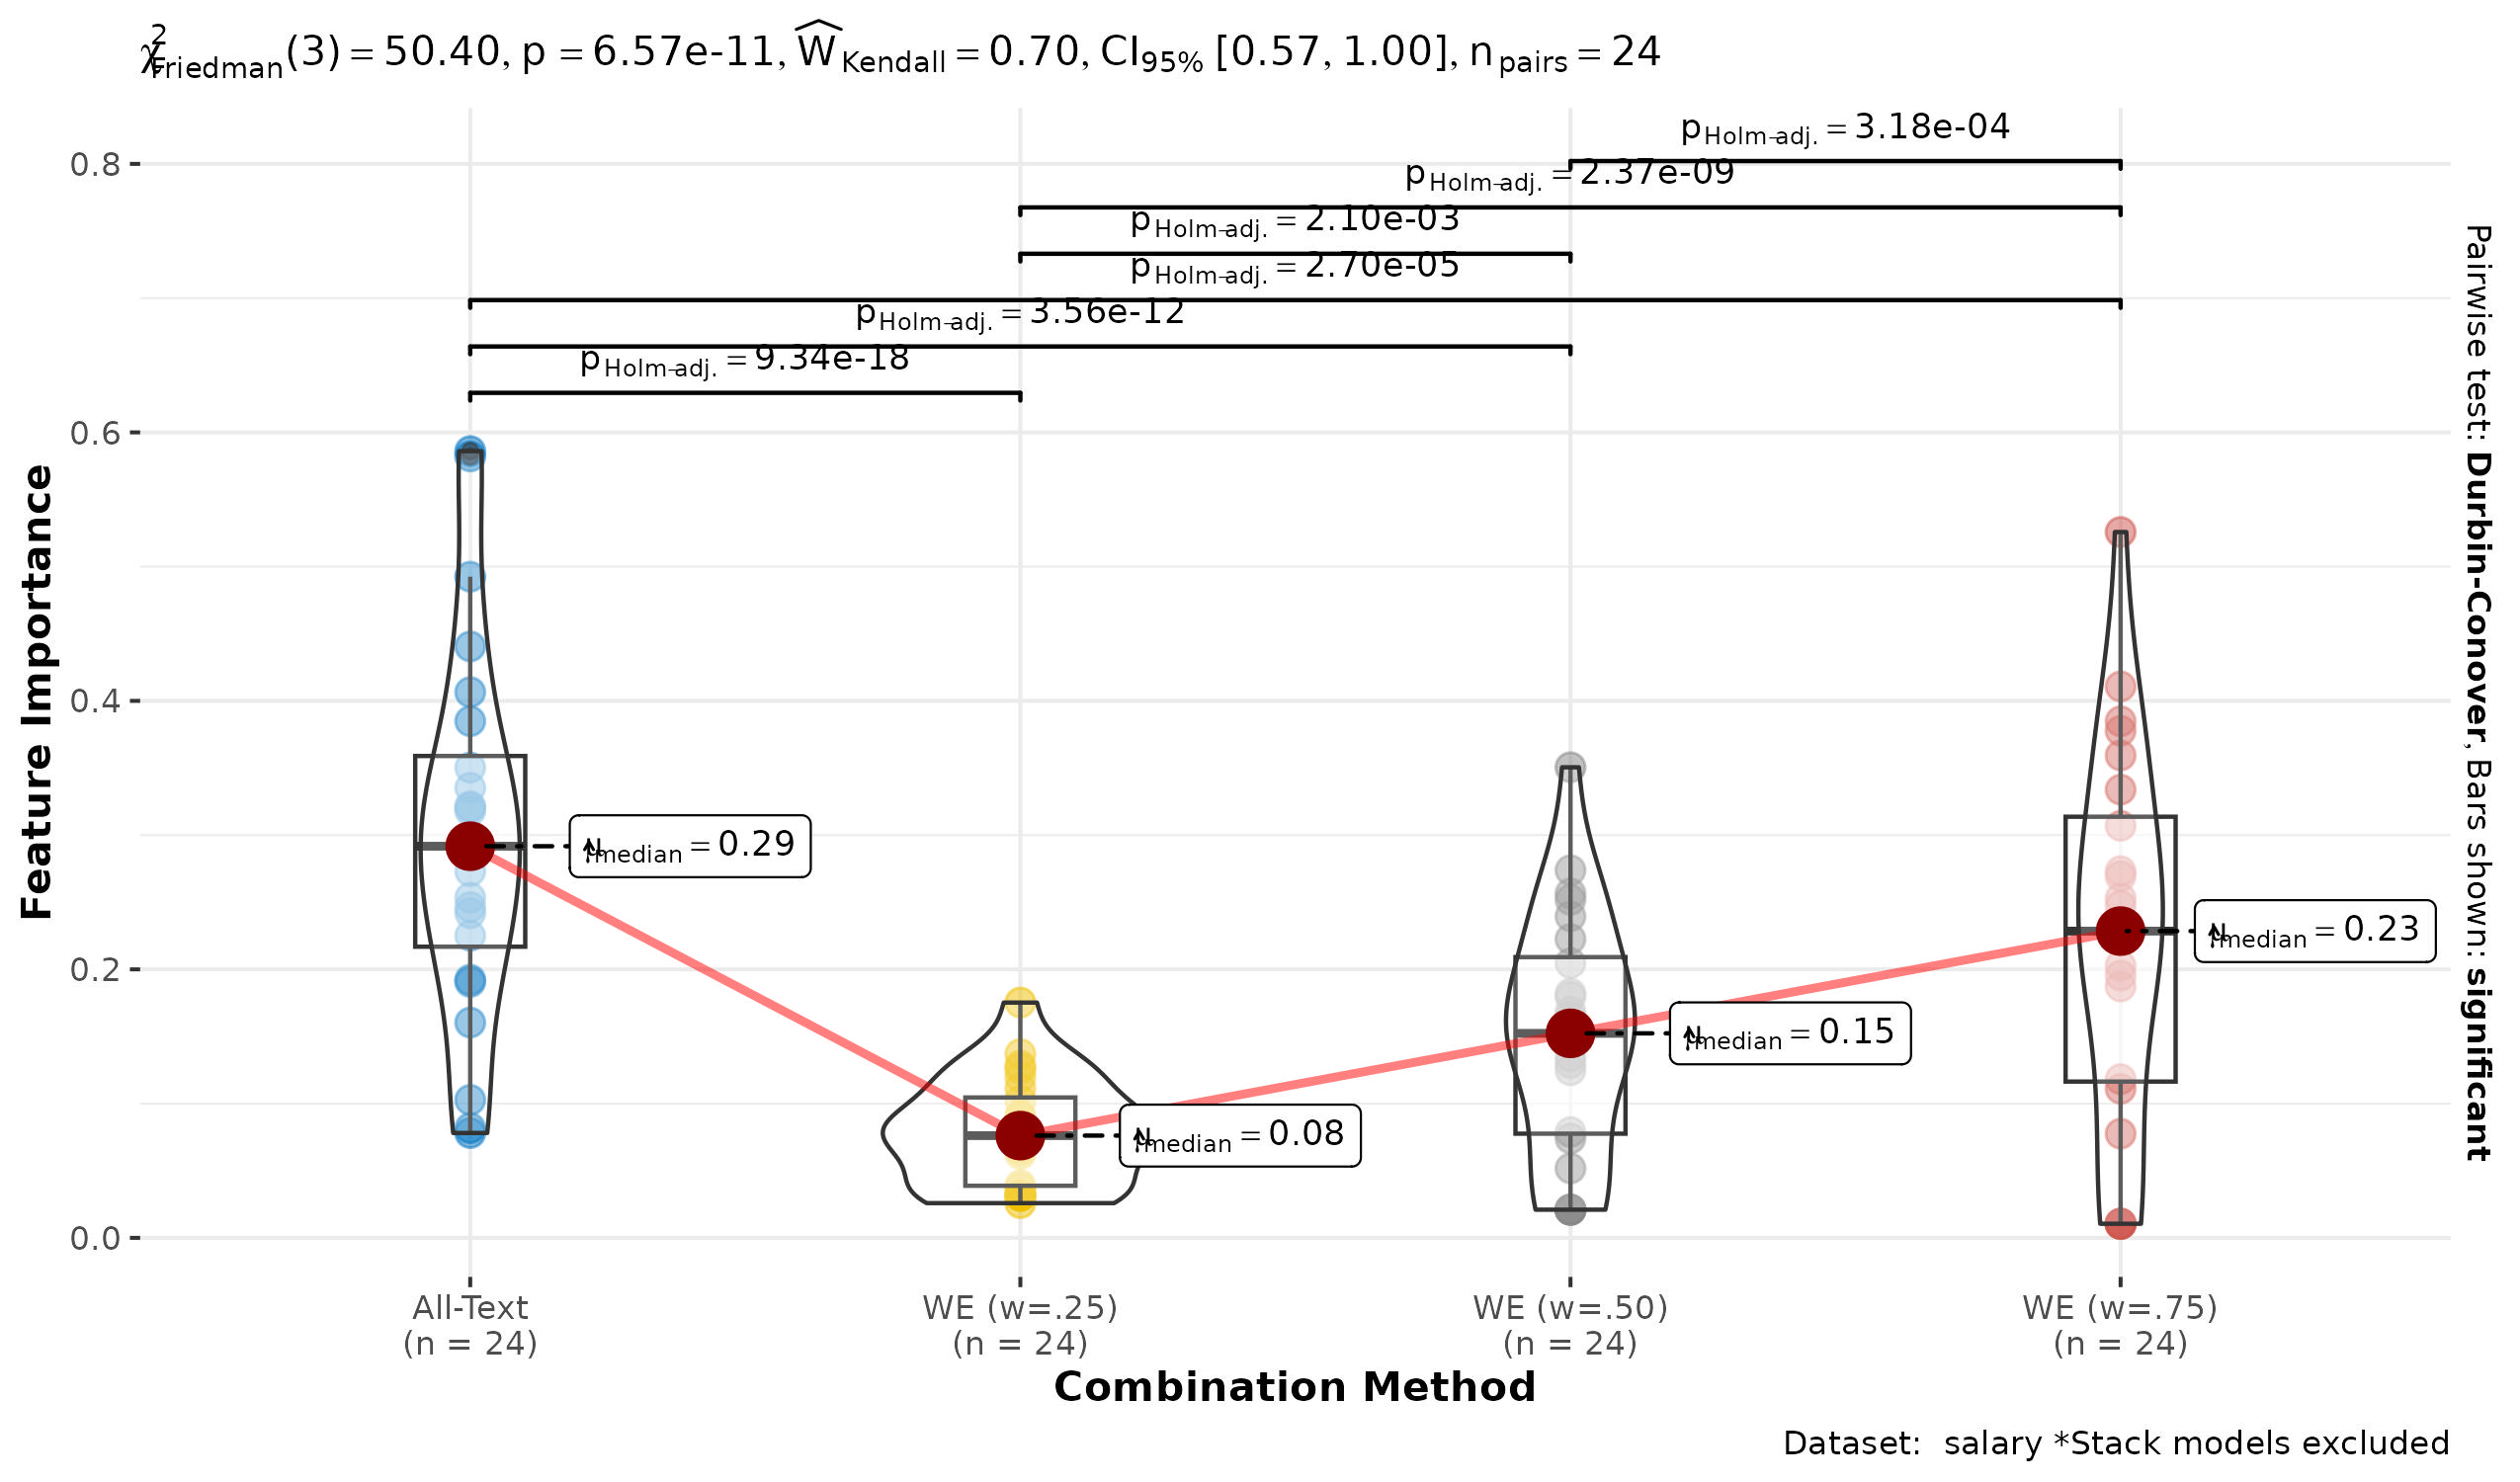 χ²Friedman(3) = 50.40, p = 6.57e-11, ŴKendall = 0.70, CI95% [0.57, 1.00], npairs = 24
pHolm-adj. = 3.18e-04
pHolm-adj. = 2.37e-09
pHolm-adj. = 2.10e-03
pHolm-adj. = 2.70e-05
pHolm-adj. = 3.56e-12
pHolm-adj. = 9.34e-18
0.8
0.6
0.4
0.2
0.0
Feature Importance
μ̂median = 0.29
μ̂median = 0.08
μ̂median = 0.15
μ̂median = 0.23
Pairwise test: Durbin-Conover, Bars shown: significant
All-Text
(n = 24)
WE (w=.25)
(n = 24)
WE (w=.50)
(n = 24)
WE (w=.75)
(n = 24)
Combination Method
Dataset: salary *Stack models excluded